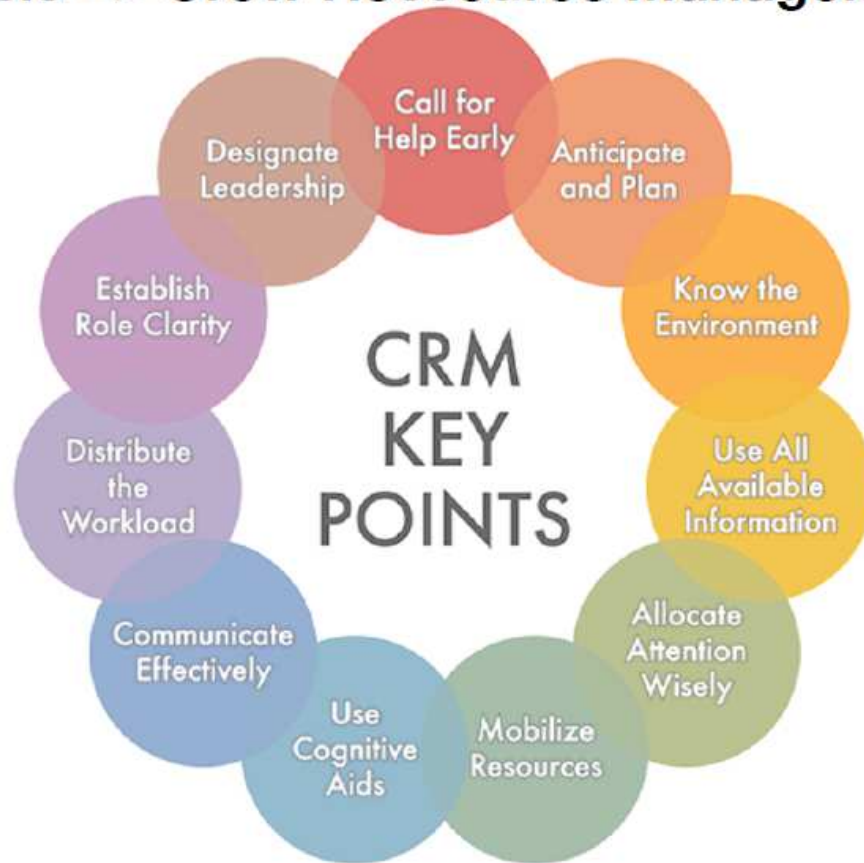 CRM
KEY
POINTS
Call for
Help Early
Anticipate
and Plan
Know the
Environment
Use All
Available
Information
Allocate
Attention
Wisely
Mobilize
Resources
Use
Cognitive
Aids
Communicate
Effectively
Distribute
the
Workload
Establish
Role Clarity
Designate
Leadership